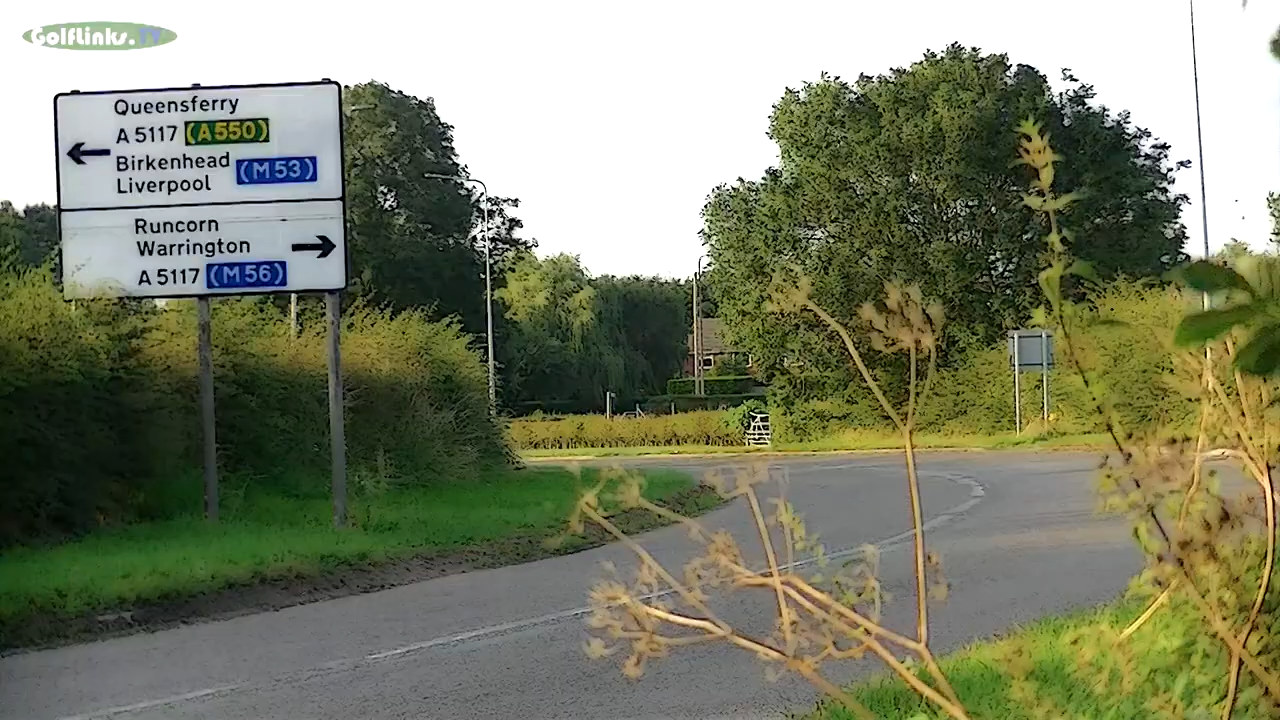 GolfLinks.TV
Queensferry
A 5117 (A 550)
Birkenhead (M 53)
Liverpool
Runcorn
Warrington
A 5117 (M 56)